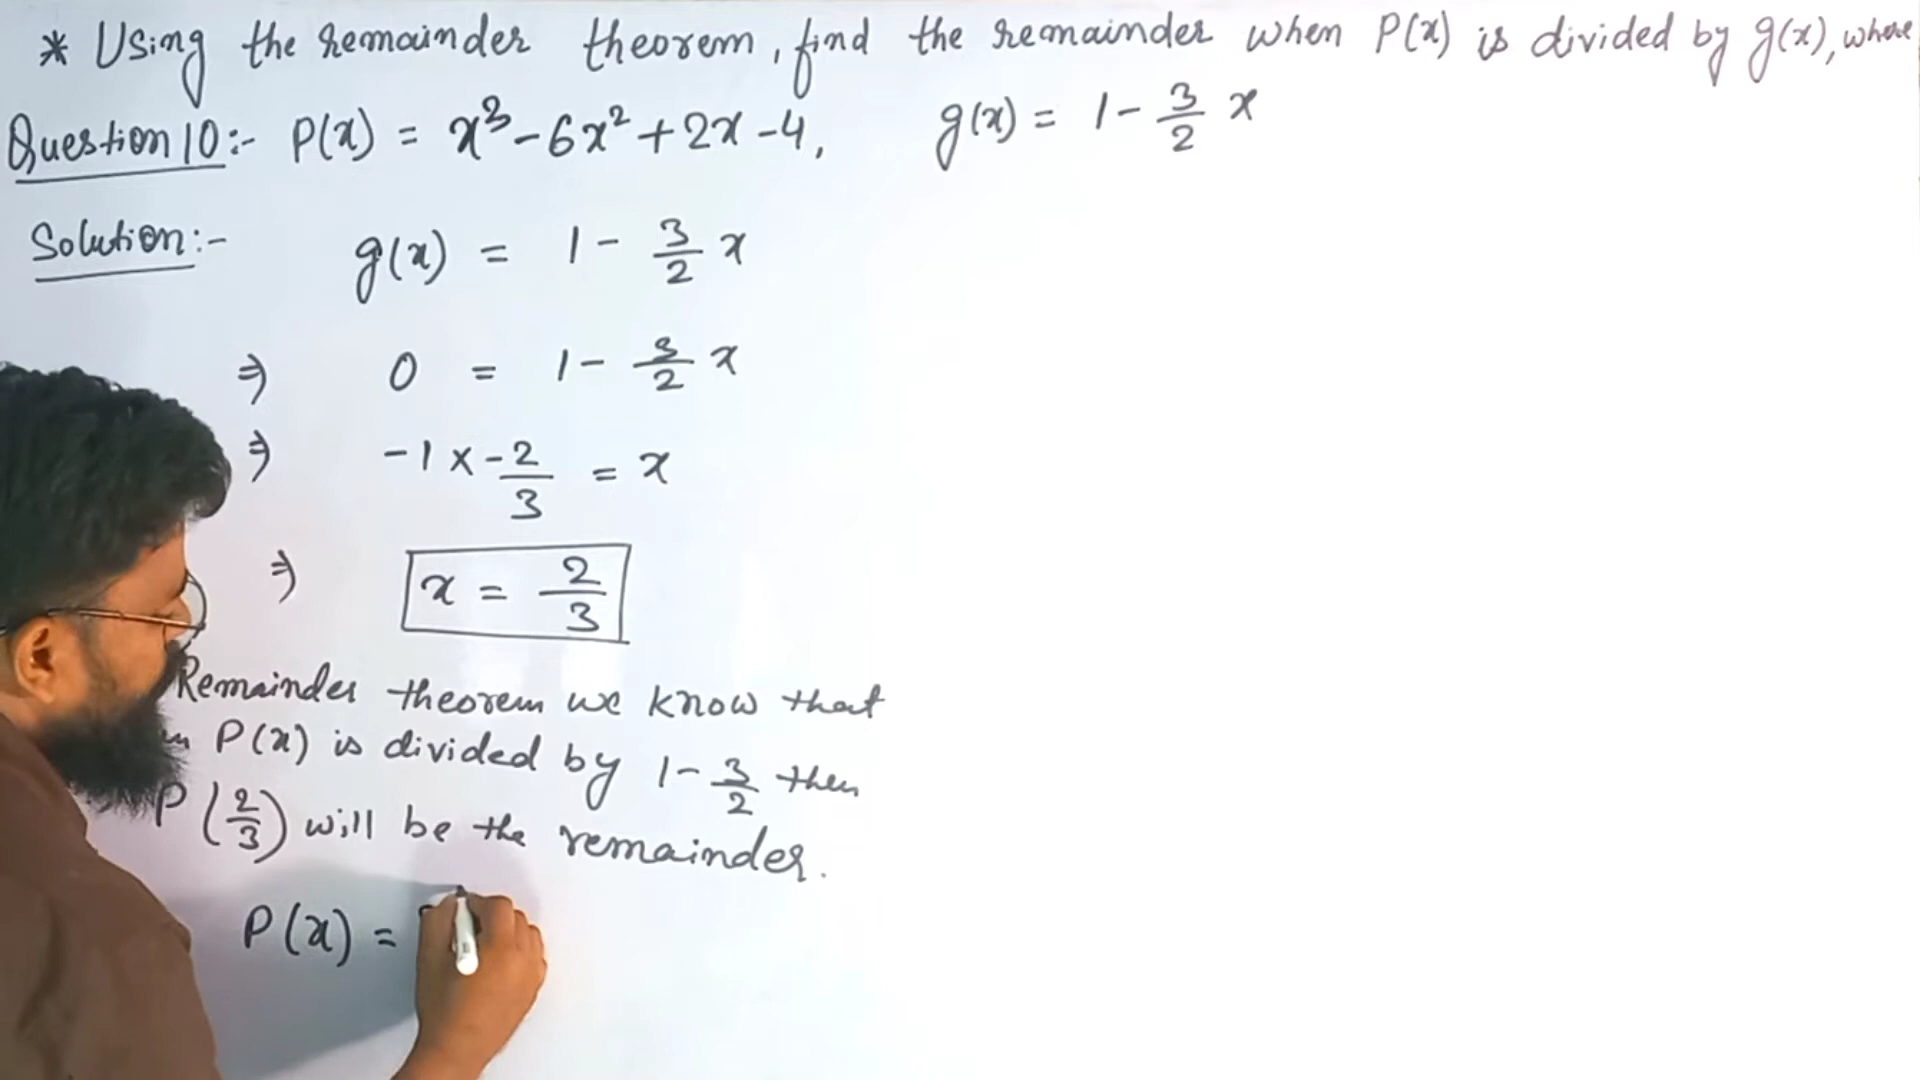 * Using the remainder theorem, find the remainder when P(x) is divided by g(x), where
Question 10:- P(x) = x³ - 6x² + 2x - 4, g(x) = 1 - 3/2 x
Solution:- g(x) = 1 - 3/2 x
⇒ 0 = 1 - 3/2 x
⇒ -1 x -2/3 = x
⇒ x = 2/3
Remainder theorem we know that
P(x) is divided by 1 - 3/2 then
P(2/3) will be the remainder.
P(x) =